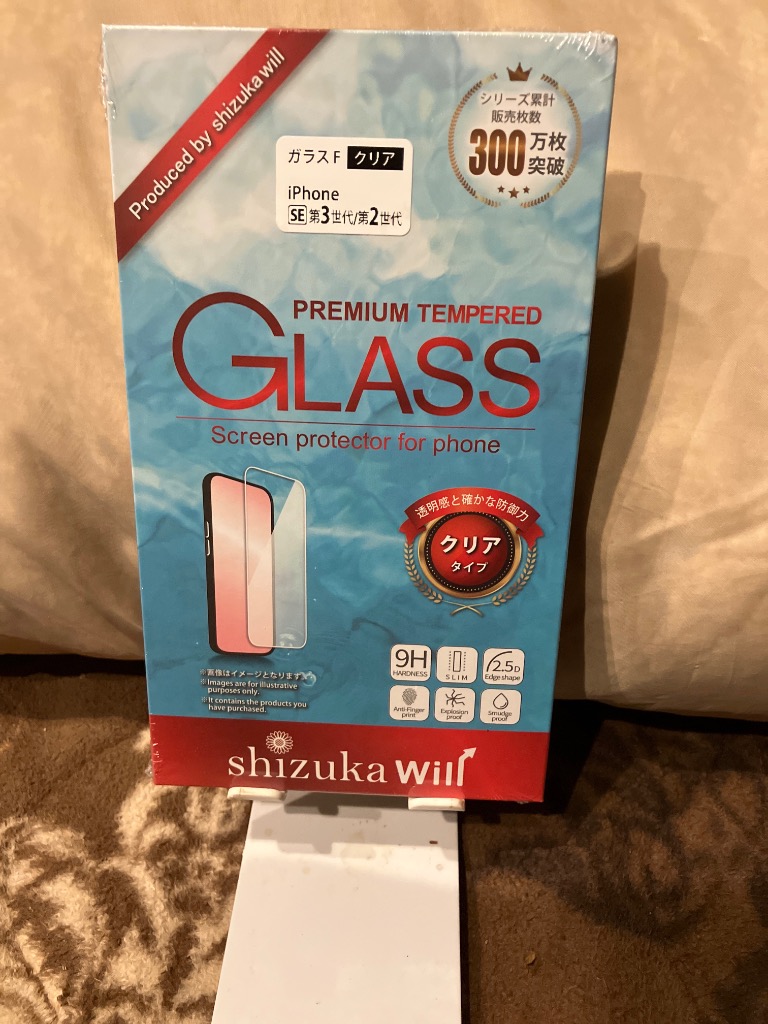 Produced by shizuka will
シリーズ累計
販売枚数
300万枚
突破
ガラスF クリア
iPhone
SE 第3世代/第2世代
PREMIUM TEMPERED
GLASS
Screen protector for phone
透明感と確かな防御力
クリア
タイプ
9H
HARDNESS
SLIM
2.5D
Edge shape
Anti-Finger
print
Explosion
proof
Smudge
proof
※画像はイメージとなります
※Images are for illustrative
purposes only.
※It contains the products you
have purchased.
shizuka will